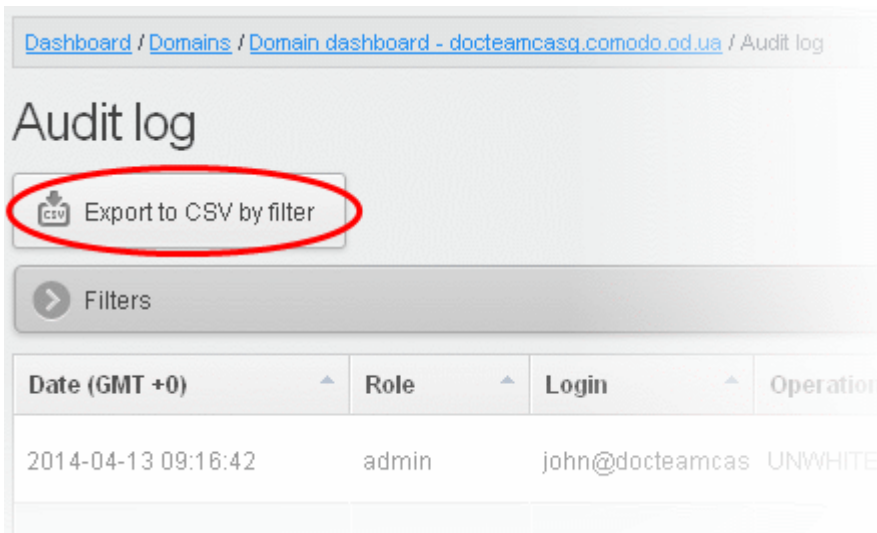 Dashboard / Domains / Domain dashboard - docteamcasg.comodo.od.ua / Audit log
Audit log
CSV Export to CSV by filter
Filters
Date (GMT +0) Role Login Operation
2014-04-13 09:16:42 admin john@docteamcas UNWHITE